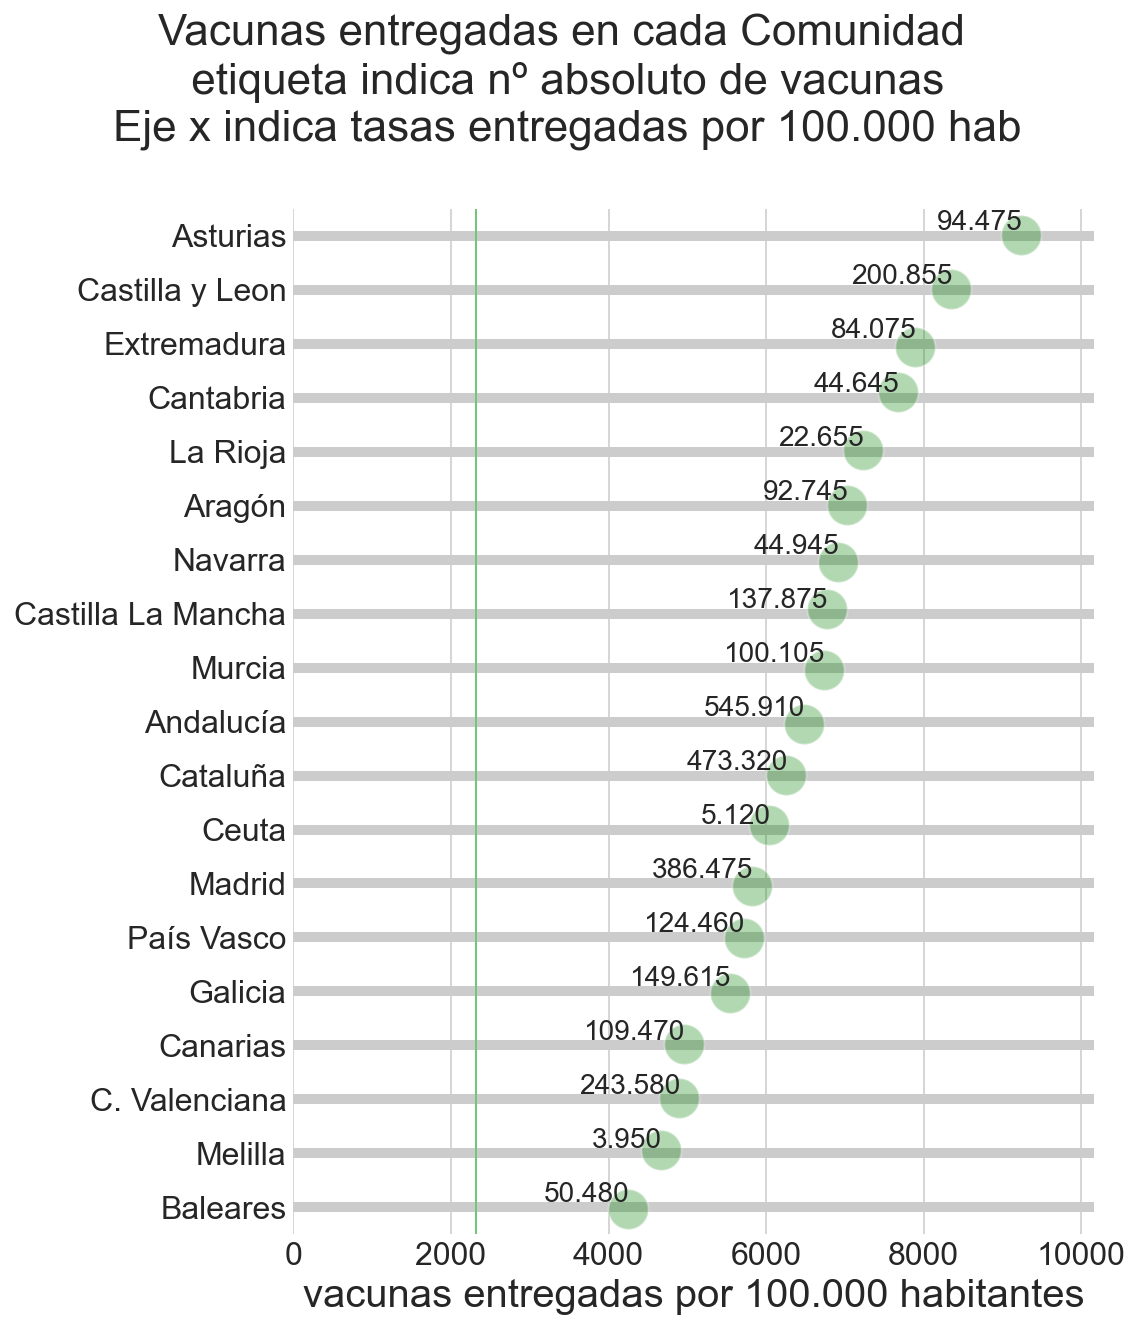 Vacunas entregadas en cada Comunidad
etiqueta indica nº absoluto de vacunas
Eje x indica tasas entregadas por 100.000 hab
Asturias 94.475
Castilla y Leon 200.855
Extremadura 84.075
Cantabria 44.645
La Rioja 22.655
Aragón 92.745
Navarra 44.945
Castilla La Mancha 137.875
Murcia 100.105
Andalucía 545.910
Cataluña 473.320
Ceuta 5.120
Madrid 386.475
País Vasco 124.460
Galicia 149.615
Canarias 109.470
C. Valenciana 243.580
Melilla 3.950
Baleares 50.480
0 2000 4000 6000 8000 10000
vacunas entregadas por 100.000 habitantes